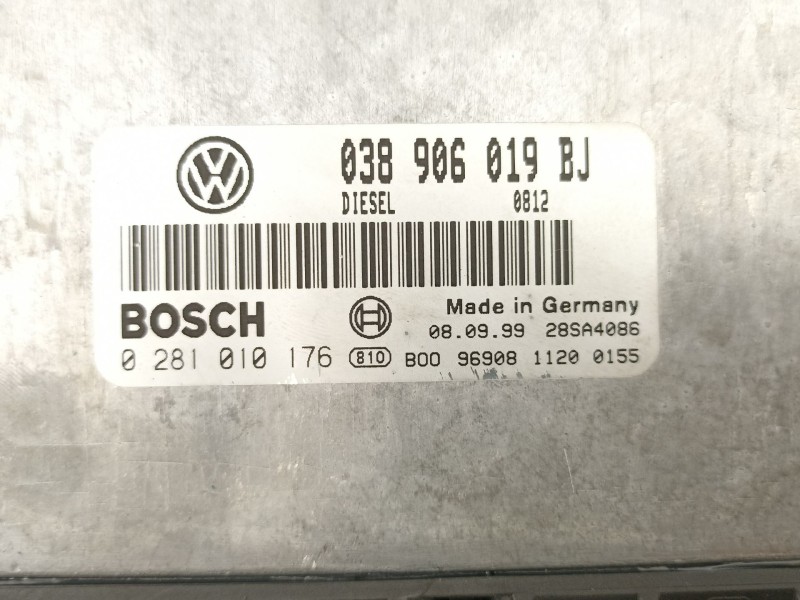 038 906 019 BJ
DIESEL 0812
BOSCH
Made in Germany
08.09.99 28SA4086
0 281 010 176 810 B00 96908 1120 0155